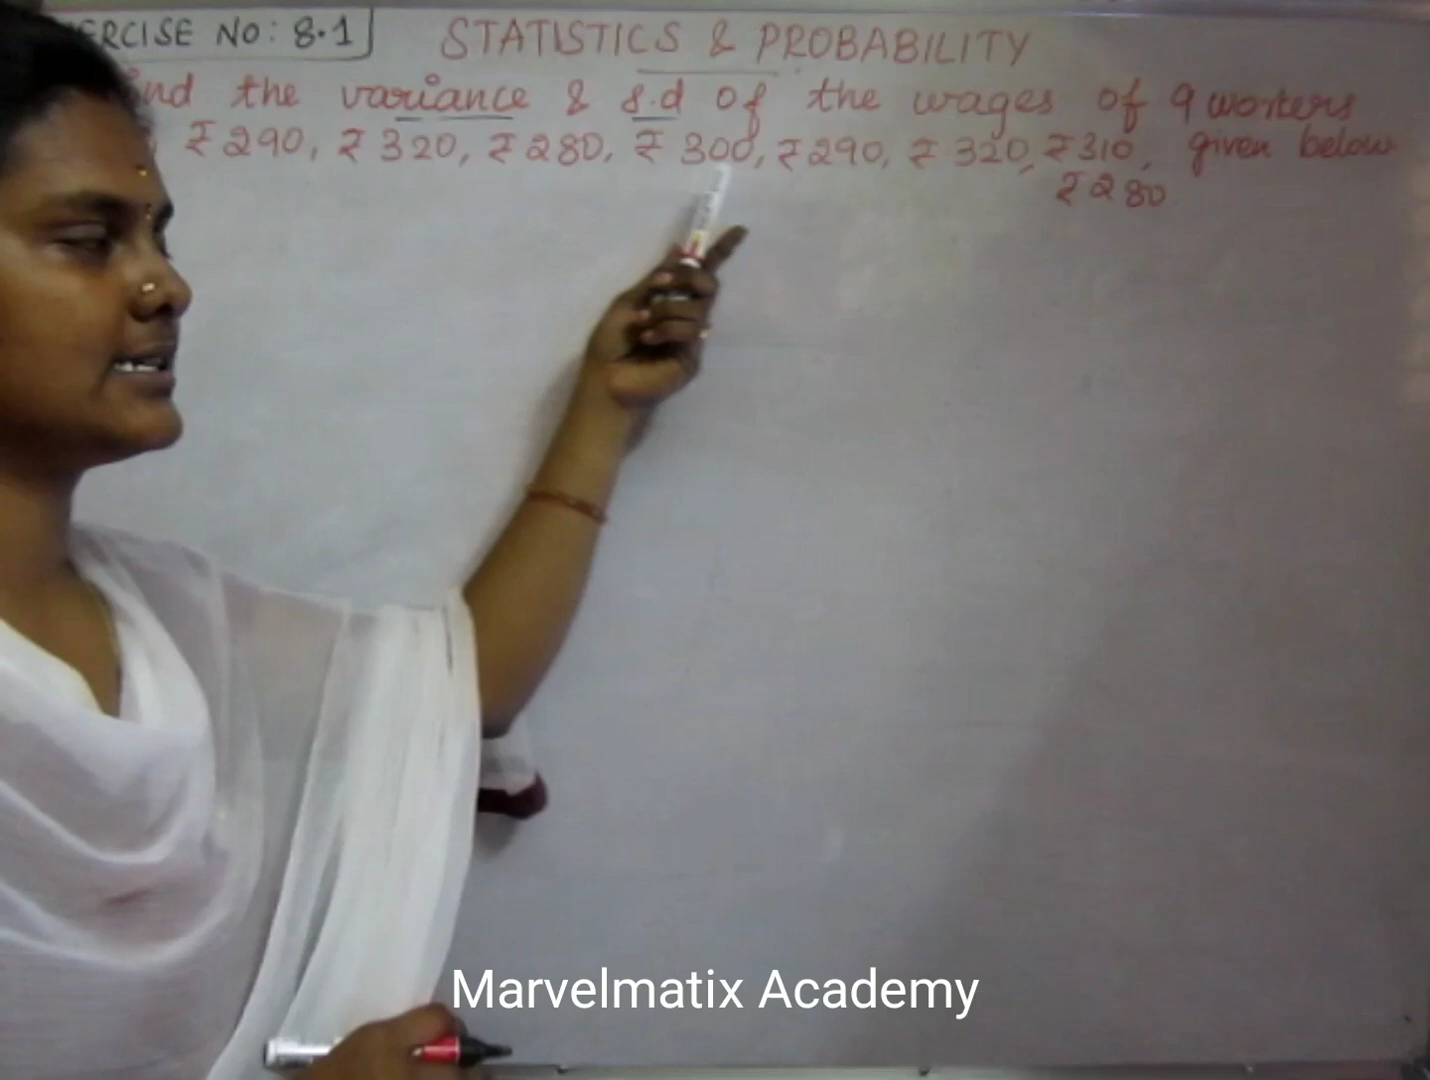 ERCISE NO: 8.1
STATISTICS & PROBABILITY
ind the variance & s.d of the wages of 9 workers
₹290, ₹320, ₹280, ₹300, ₹290, ₹320, ₹310, given below
₹280.
Marvelmatix Academy